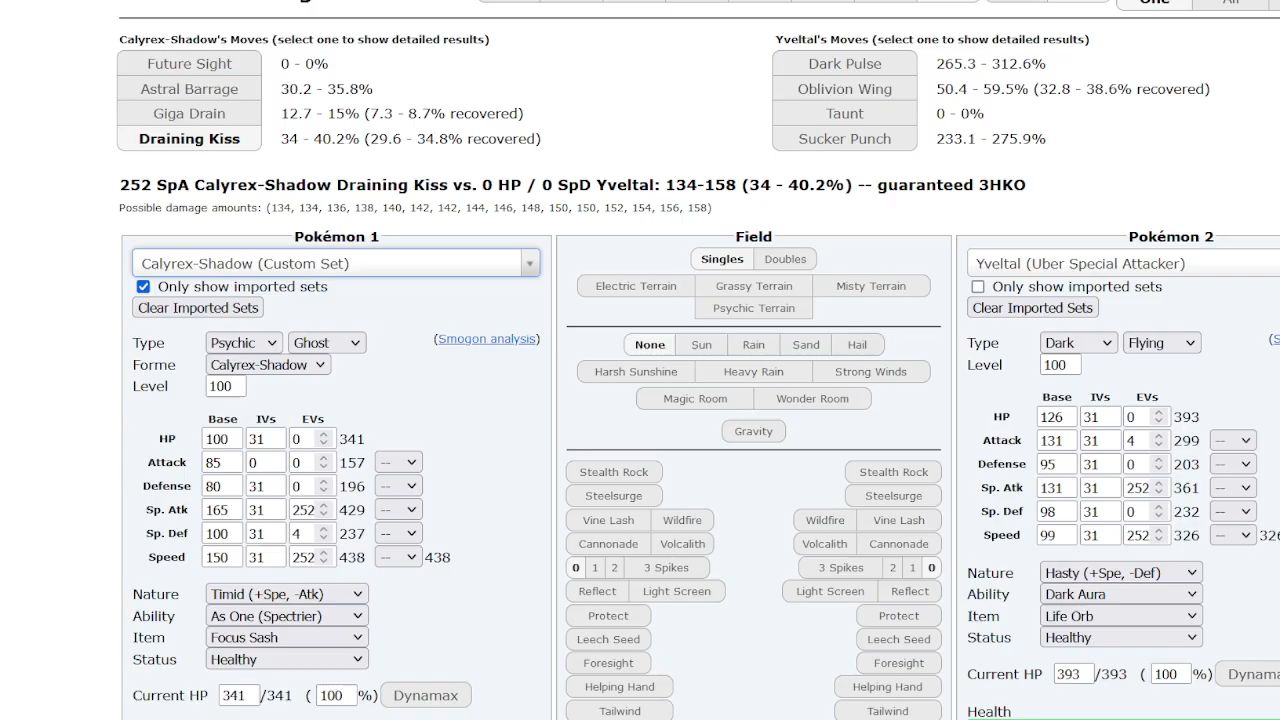 One All
Calyrex-Shadow's Moves (select one to show detailed results)
Future Sight 0 - 0%
Astral Barrage 30.2 - 35.8%
Giga Drain 12.7 - 15% (7.3 - 8.7% recovered)
Draining Kiss 34 - 40.2% (29.6 - 34.8% recovered)
Yveltal's Moves (select one to show detailed results)
Dark Pulse 265.3 - 312.6%
Oblivion Wing 50.4 - 59.5% (32.8 - 38.6% recovered)
Taunt 0 - 0%
Sucker Punch 233.1 - 275.9%
252 SpA Calyrex-Shadow Draining Kiss vs. 0 HP / 0 SpD Yveltal: 134-158 (34 - 40.2%) -- guaranteed 3HKO
Possible damage amounts: (134, 134, 136, 138, 140, 142, 142, 144, 146, 148, 150, 150, 152, 154, 156, 158)
Pokémon 1
Calyrex-Shadow (Custom Set)
Only show imported sets
Clear Imported Sets
Type Psychic Ghost (Smogon analysis)
Forme Calyrex-Shadow
Level 100
Base IVs EVs
HP 100 31 0 341
Attack 85 0 0 157 --
Defense 80 31 0 196 --
Sp. Atk 165 31 252 429 --
Sp. Def 100 31 4 237 --
Speed 150 31 252 438 -- 438
Nature Timid (+Spe, -Atk)
Ability As One (Spectrier)
Item Focus Sash
Status Healthy
Current HP 341 /341 ( 100 %) Dynamax
Field
Singles Doubles
Electric Terrain Grassy Terrain Misty Terrain
Psychic Terrain
None Sun Rain Sand Hail
Harsh Sunshine Heavy Rain Strong Winds
Magic Room Wonder Room
Gravity
Stealth Rock Stealth Rock
Steelsurge Steelsurge
Vine Lash Wildfire Wildfire Vine Lash
Cannonade Volcalith Volcalith Cannonade
0 1 2 3 Spikes 3 Spikes 2 1 0
Reflect Light Screen Light Screen Reflect
Protect Protect
Leech Seed Leech Seed
Foresight Foresight
Helping Hand Helping Hand
Tailwind Tailwind
Pokémon 2
Yveltal (Uber Special Attacker)
Only show imported sets
Clear Imported Sets
Type Dark Flying (S
Level 100
Base IVs EVs
HP 126 31 0 393
Attack 131 31 4 299 --
Defense 95 31 0 203 --
Sp. Atk 131 31 252 361 --
Sp. Def 98 31 0 232 --
Speed 99 31 252 326 -- 326
Nature Hasty (+Spe, -Def)
Ability Dark Aura
Item Life Orb
Status Healthy
Current HP 393 /393 ( 100 %) Dynama
Health